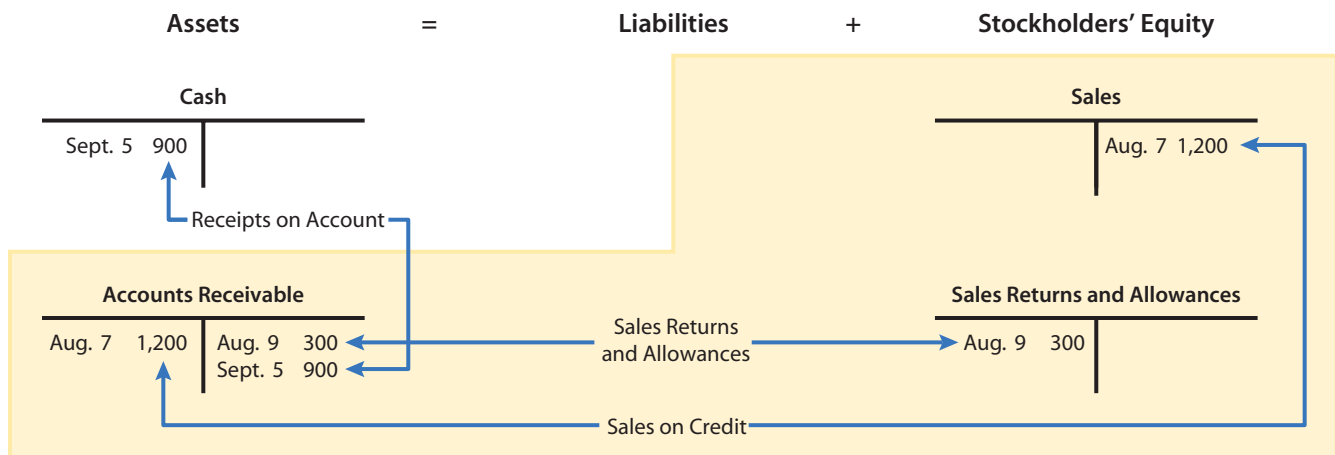 Assets = Liabilities + Stockholders’ Equity
Cash
Sept. 5 900
Sales
Aug. 7 1,200
Receipts on Account
Accounts Receivable
Aug. 7 1,200 Aug. 9 300
Sept. 5 900
Sales Returns
and Allowances
Sales Returns and Allowances
Aug. 9 300
Sales on Credit